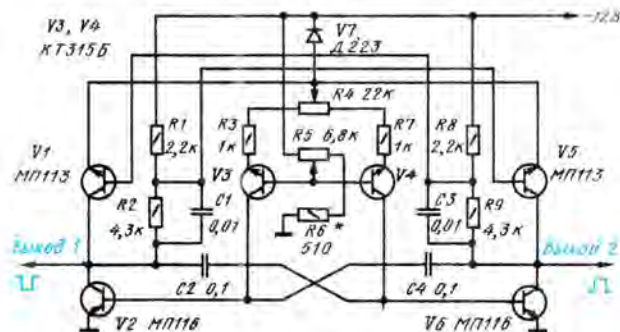 V3, V4
КТ315Б
V7
Д223
-12В
R1
2,2к
R3
1к
R4 22к
R5 6,8к
R7
1к
R8
2,2к
V1
МП113
V3
V4
V5
МП113
R2
4,3к
C1
0,01
R6 *
510
C3
0,01
R9
4,3к
Выход 1
Выход 2
C2 0,1
C4 0,1
V2 МП116
V6 МП116